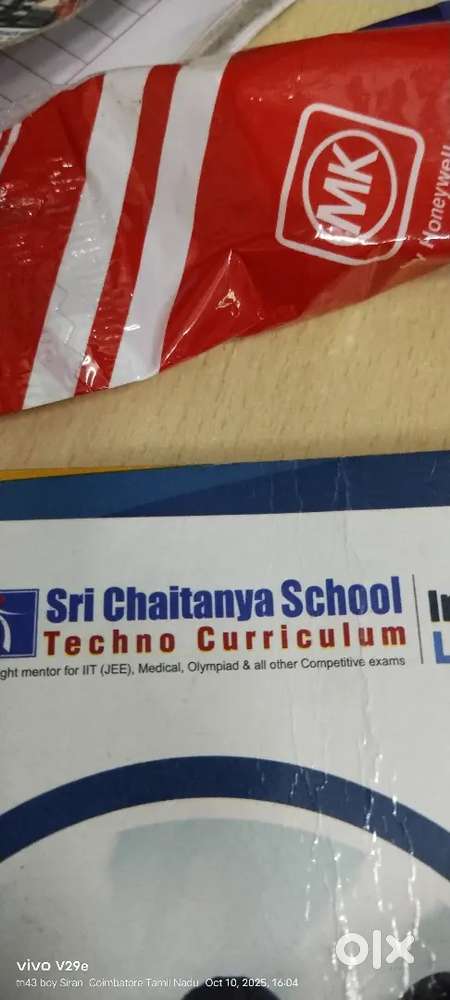 MK
Honeywell
Sri Chaitanya School
Techno Curriculum
ght mentor for IIT (JEE), Medical, Olympiad & all other Competitive exams
olx
vivo V29e
tn43 boy Siran Coimbatore Tamil Nadu Oct 10, 2025, 16:04